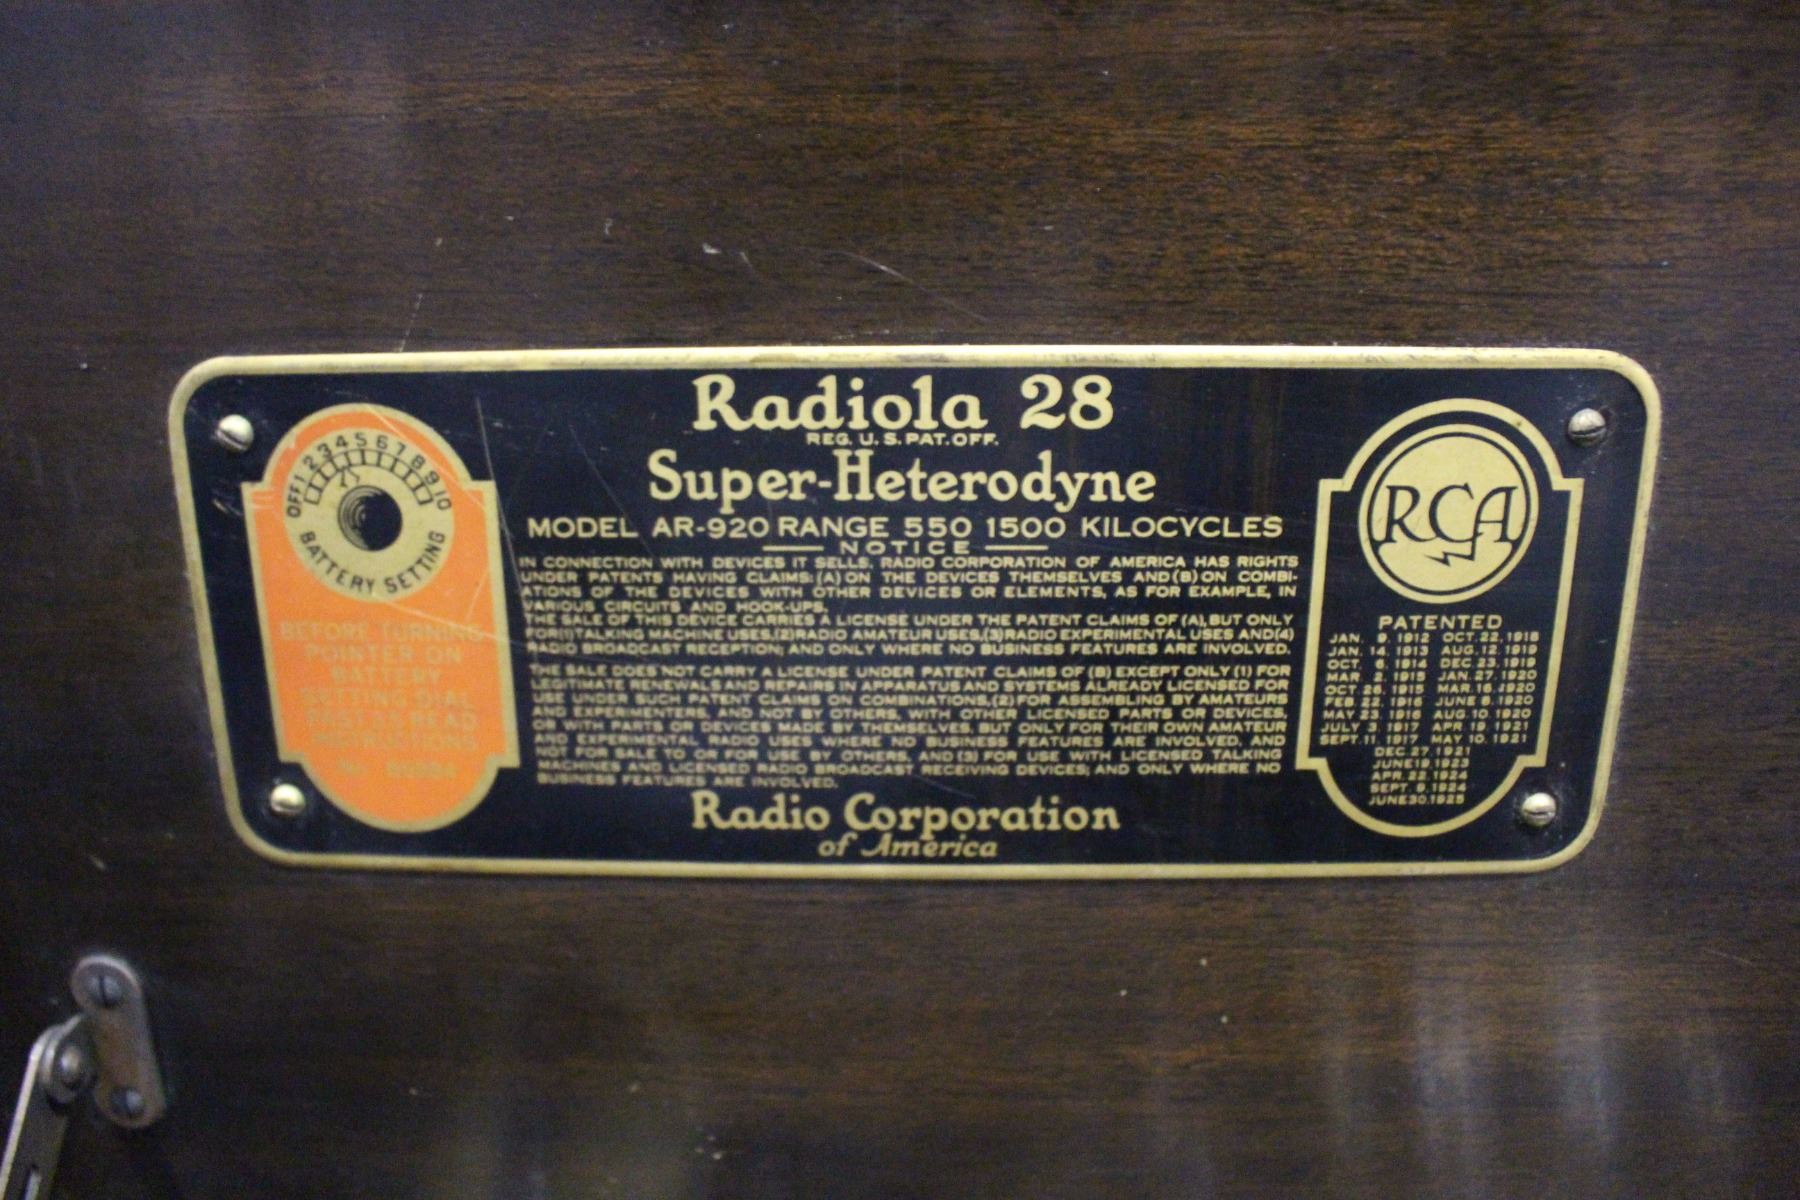 Radiola 28
REG. U.S. PAT. OFF.
Super-Heterodyne
MODEL AR-920 RANGE 550 1500 KILOCYCLES
NOTICE
IN CONNECTION WITH DEVICES IT SELLS, RADIO CORPORATION OF AMERICA HAS RIGHTS
UNDER PATENTS HAVING CLAIMS: (A) ON THE DEVICES THEMSELVES AND (B) ON COMBI-
ATIONS OF THE DEVICES WITH OTHER DEVICES OR ELEMENTS, AS FOR EXAMPLE, IN
VARIOUS CIRCUITS AND HOOK-UPS.
THE SALE OF THIS DEVICE CARRIES A LICENSE UNDER THE PATENT CLAIMS OF (A), BUT ONLY
FOR (1) TALKING MACHINE USES, (2) RADIO AMATEUR USES, (3) RADIO EXPERIMENTAL USES AND (4)
RADIO BROADCAST RECEPTION; AND ONLY WHERE NO BUSINESS FEATURES ARE INVOLVED.
THE SALE DOES NOT CARRY A LICENSE UNDER PATENT CLAIMS OF (B) EXCEPT ONLY (1) FOR
LEGITIMATE RENEWALS AND REPAIRS IN APPARATUS AND SYSTEMS ALREADY LICENSED FOR
USE UNDER SUCH PATENT CLAIMS ON COMBINATIONS, (2) FOR ASSEMBLING BY AMATEURS
AND EXPERIMENTERS, AND NOT BY OTHERS, WITH OTHER LICENSED PARTS OR DEVICES,
OR WITH PARTS OR DEVICES MADE BY THEMSELVES, BUT ONLY FOR THEIR OWN AMATEUR
AND EXPERIMENTAL RADIO USES WHERE NO BUSINESS FEATURES ARE INVOLVED, AND
NOT FOR SALE TO OR FOR USE BY OTHERS, AND (3) FOR USE WITH LICENSED TALKING
MACHINES AND LICENSED RADIO BROADCAST RECEIVING DEVICES; AND ONLY WHERE NO
BUSINESS FEATURES ARE INVOLVED.
Radio Corporation
of America
OFF 1 2 3 4 5 6 7 8 9 10
BATTERY SETTING
BEFORE TURNING
POINTER ON
BATTERY
SETTING DIAL
FIRST AS READ
INSTRUCTIONS
RCA
PATENTED
JAN. 9, 1912 OCT. 22, 1918
JAN. 14, 1913 AUG. 12, 1919
OCT. 6, 1914 DEC. 23, 1919
MAR. 2, 1915 JAN. 27, 1920
OCT. 26, 1915 MAR. 16, 1920
FEB. 22, 1916 JUNE 8, 1920
MAY 23, 1916 AUG. 10, 1920
JULY 3, 1917 APR. 19, 1921
SEPT. 11, 1917 MAY 10, 1921
DEC. 27, 1921
JUNE 19, 1923
APR. 22, 1924
SEPT. 9, 1924
JUNE 30, 1925